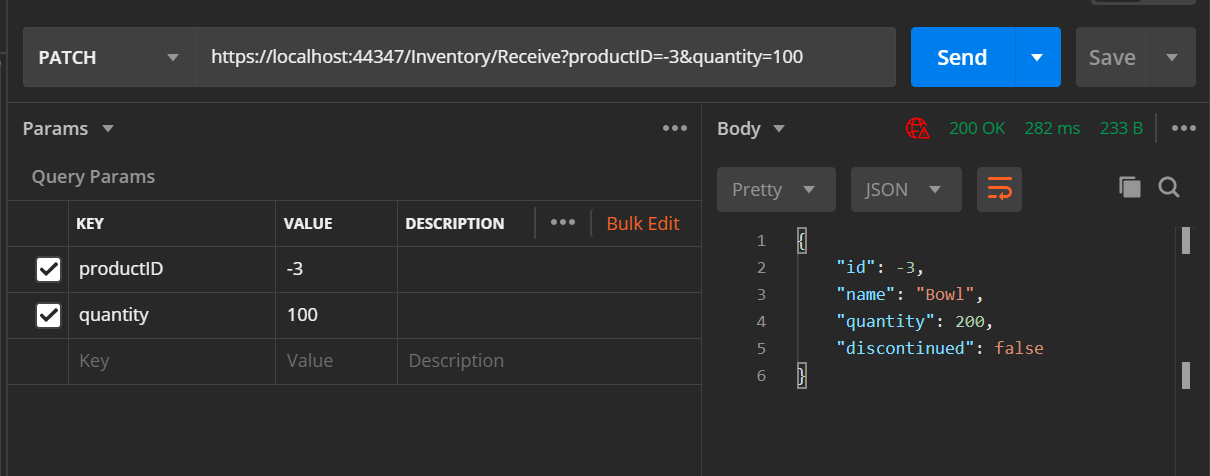 PATCH https://localhost:44347/Inventory/Receive?productID=-3&quantity=100 Send Save
Params Body 200 OK 282 ms 233 B
Query Params
Pretty JSON
KEY VALUE DESCRIPTION Bulk Edit
productID -3
quantity 100
Key Value Description
1 {
2 "id": -3,
3 "name": "Bowl",
4 "quantity": 200,
5 "discontinued": false
6 }